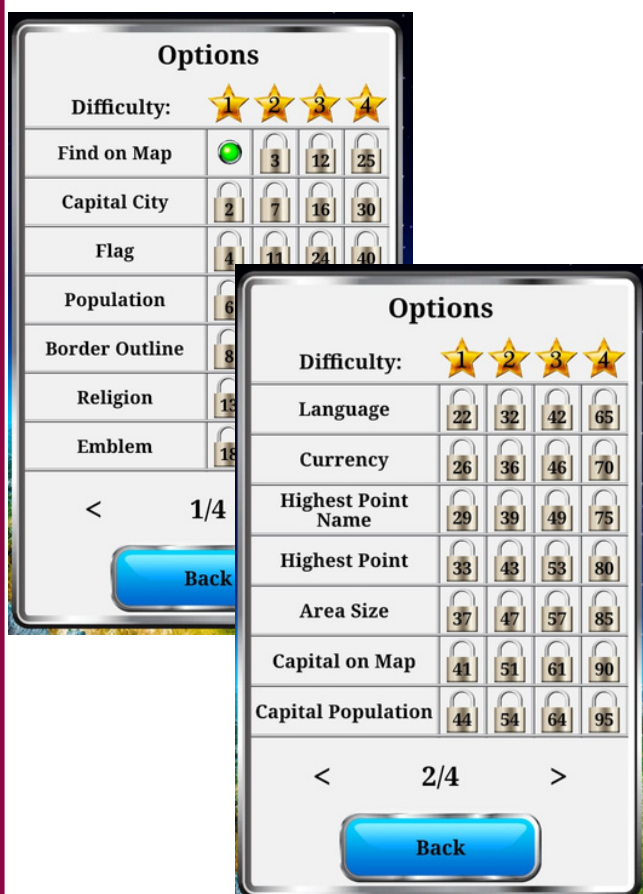 Options
Difficulty: 1 2 3 4
Find on Map 3 12 25
Capital City 2 7 16 30
Flag 4 11 24 40
Population 6
Border Outline 8
Religion 13
Emblem 18
< 1/4
Back
Options
Difficulty: 1 2 3 4
Language 22 32 42 65
Currency 26 36 46 70
Highest Point
Name 29 39 49 75
Highest Point 33 43 53 80
Area Size 37 47 57 85
Capital on Map 41 51 61 90
Capital Population 44 54 64 95
< 2/4 >
Back